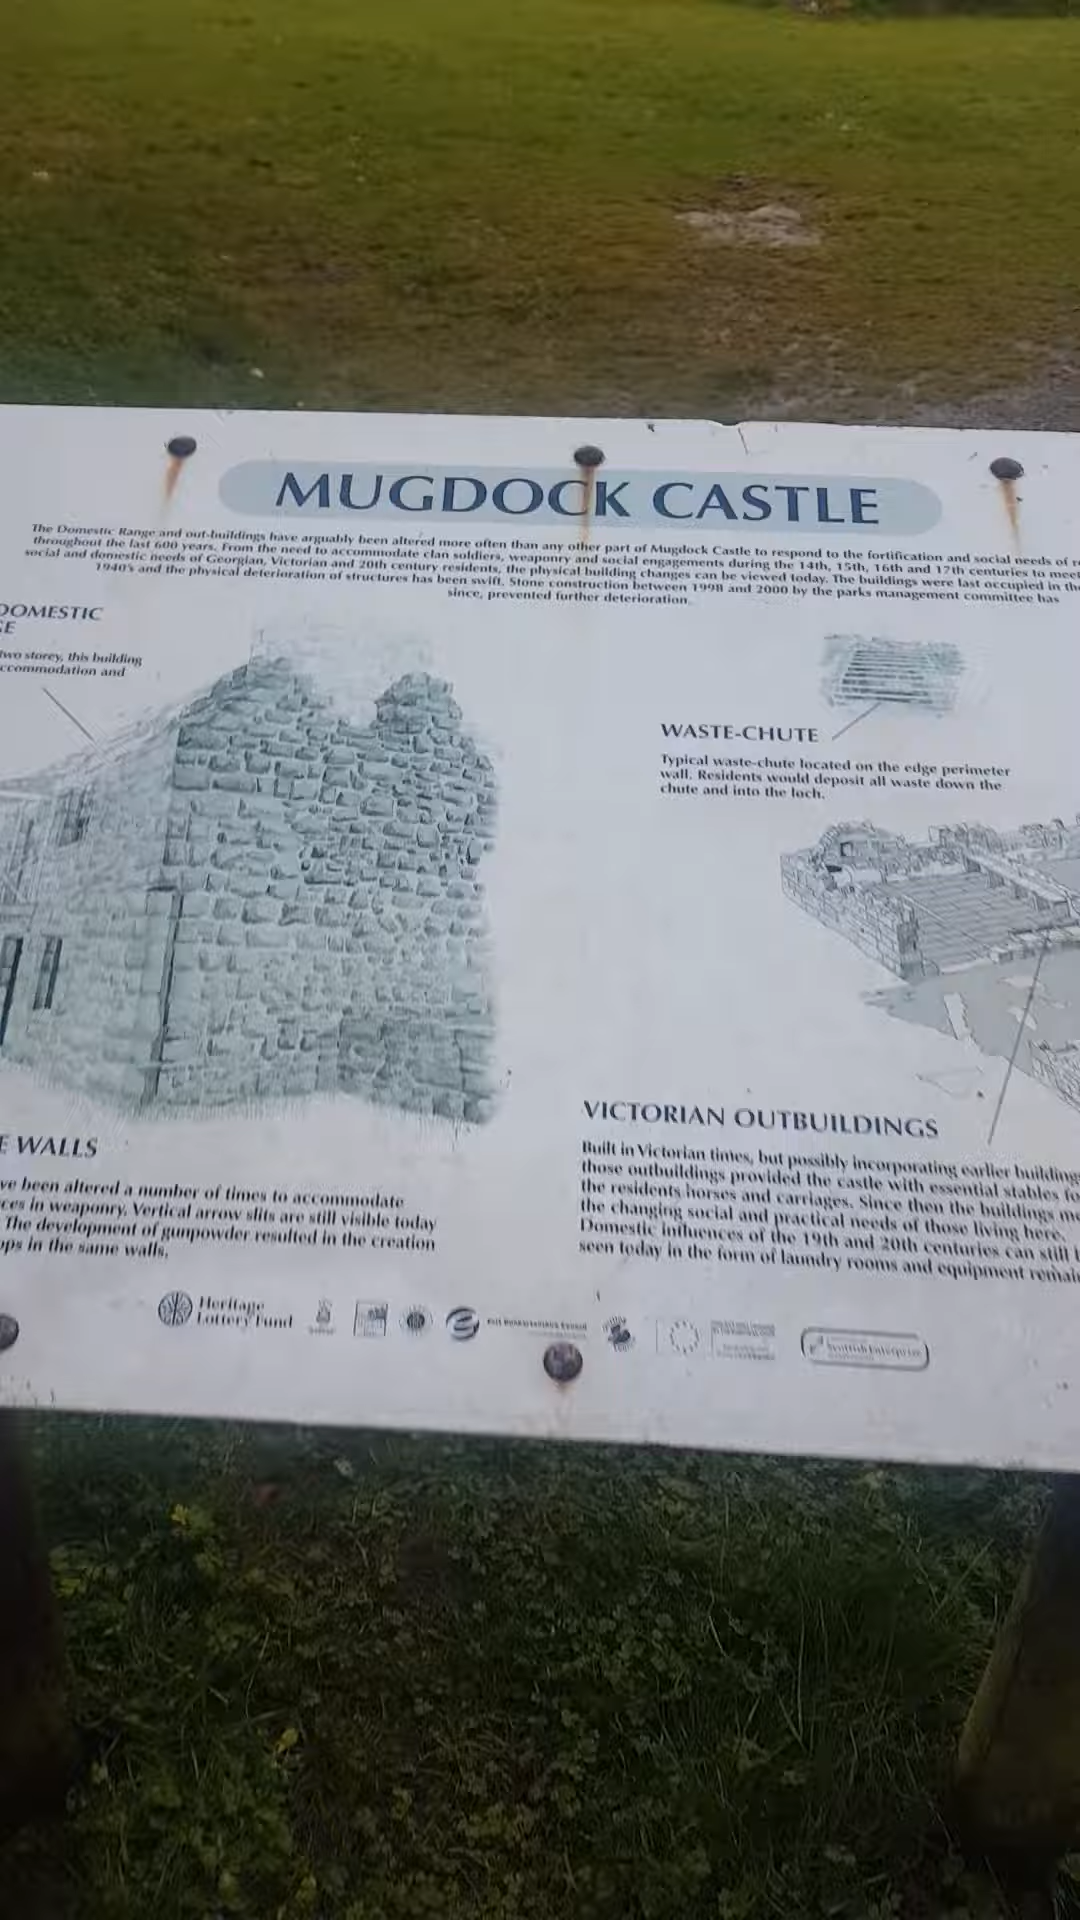 MUGDOCK CASTLE
The Domestic Range and out-buildings have arguably been altered more often than any other part of Mugdock Castle to respond to the fortification and social needs of
throughout the last 600 years. From the need to accommodate clan soldiers, weaponry and social engagements during the 14th, 15th, 16th and 17th centuries to meet
social and domestic needs of Georgian, Victorian and 20th century residents, the physical building changes can be viewed today. The buildings were last occupied in the
1940's and the physical deterioration of structures has been swift. Stone construction between 1998 and 2000 by the parks management committee has
since, prevented further deterioration.
DOMESTIC
GE
two storey, this building
ccommodation and
WASTE-CHUTE
Typical waste-chute located on the edge perimeter
wall. Residents would deposit all waste down the
chute and into the loch.
E WALLS
ve been altered a number of times to accommodate
ces in weaponry. Vertical arrow slits are still visible today
The development of gunpowder resulted in the creation
ops in the same walls.
VICTORIAN OUTBUILDINGS
Built in Victorian times, but possibly incorporating earlier buildings
those outbuildings provided the castle with essential stables fo
the residents horses and carriages. Since then the buildings me
the changing social and practical needs of those living here.
Domestic influences of the 19th and 20th centuries can still b
seen today in the form of laundry rooms and equipment remain
Heritage
Lottery Fund
Scottish Enterprise